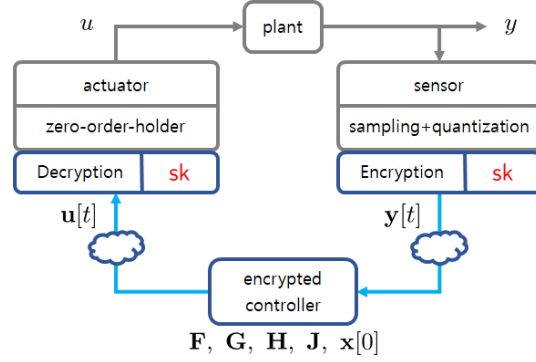 u
plant
y
actuator
sensor
zero-order-holder
sampling+quantization
Decryption
sk
Encryption
sk
u[t]
y[t]
encrypted
controller
F, G, H, J, x[0]